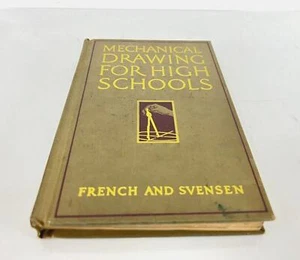 MECHANICAL
DRAWING
FOR HIGH
SCHOOLS
FRENCH AND SVENSEN